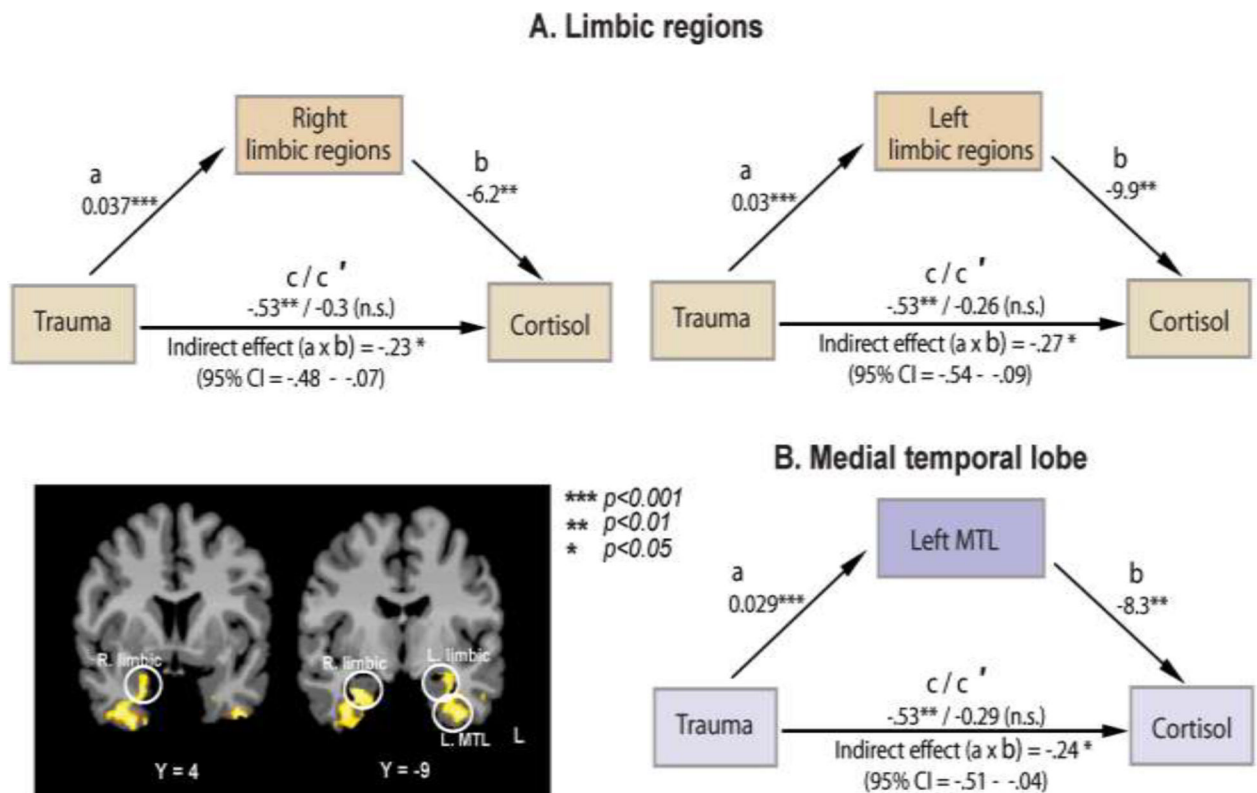 A. Limbic regions
Right
limbic regions
a
0.037***
b
-6.2**
c / c '
-.53** / -0.3 (n.s.)
Trauma
Cortisol
Indirect effect (a x b) = -.23 *
(95% CI = -.48 - -.07)
Left
limbic regions
a
0.03***
b
-9.9**
c / c '
-.53** / -0.26 (n.s.)
Trauma
Cortisol
Indirect effect (a x b) = -.27 *
(95% CI = -.54 - -.09)
R. limbic
Y = 4
R. limbic
L. limbic
L. MTL
L
Y = -9
*** p<0.001
** p<0.01
* p<0.05
B. Medial temporal lobe
Left MTL
a
0.029***
b
-8.3**
c / c '
-.53** / -0.29 (n.s.)
Trauma
Cortisol
Indirect effect (a x b) = -.24 *
(95% CI = -.51 - -.04)